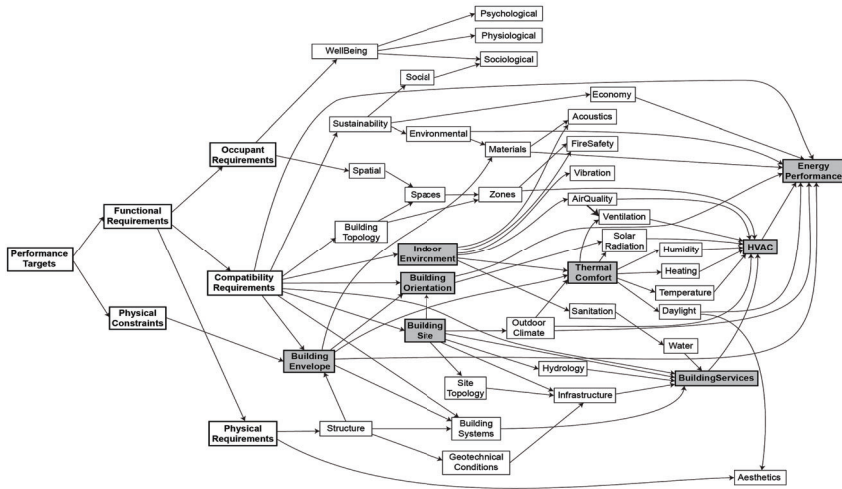 Psychological
Physiological
WellBeing
Sociological
Social
Economy
Sustainability
Acoustics
Environmental
FireSafety
Materials
Occupant
Requirements
Energy
Performance
Spatial
Vibration
Spaces
Zones
AirQuality
Functional
Requirements
Ventilation
Building
Topology
Solar
Radiation
Indoor
Environment
Humidity
HVAC
Performance
Targets
Compatibility
Requirements
Building
Orientation
Thermal
Comfort
Heating
Temperature
Sanitation
Daylight
Physical
Constraints
Building
Site
Outdoor
Climate
Water
Building
Envelope
Hydrology
BuildingServices
Site
Topology
Infrastructure
Physical
Requirements
Structure
Building
Systems
Geotechnical
Conditions
Aesthetics